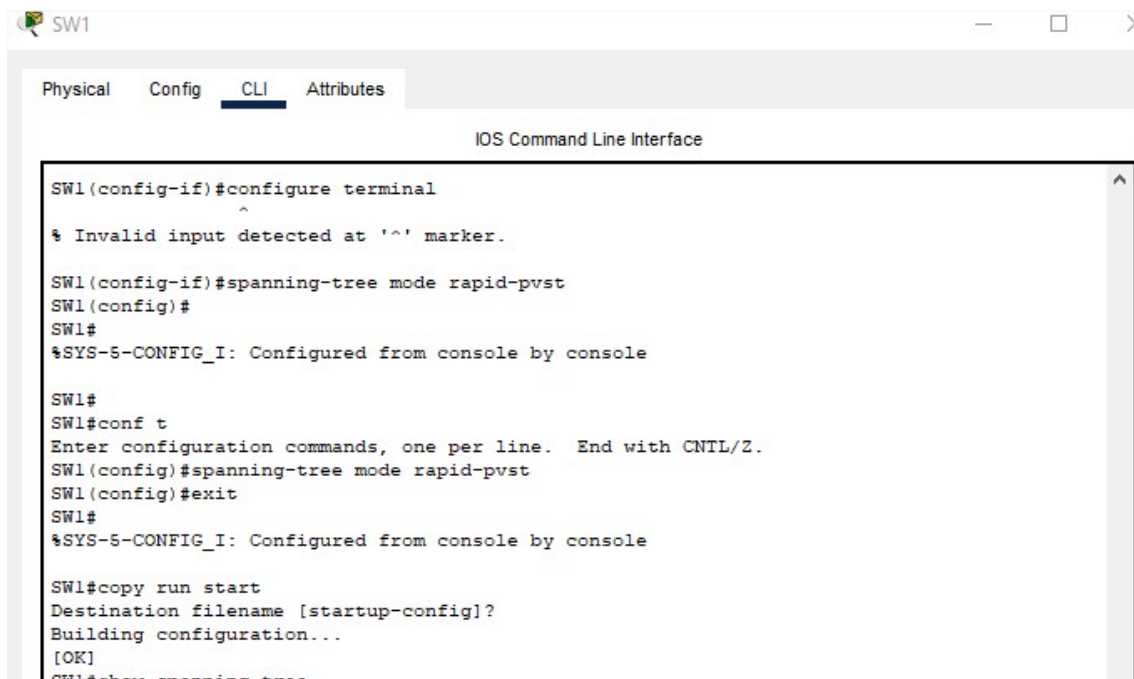 SW1
Physical Config CLI Attributes
IOS Command Line Interface
SW1(config-if)#configure terminal
^
% Invalid input detected at '^' marker.
SW1(config-if)#spanning-tree mode rapid-pvst
SW1(config)#
SW1#
%SYS-5-CONFIG_I: Configured from console by console
SW1#
SW1#conf t
Enter configuration commands, one per line.  End with CNTL/Z.
SW1(config)#spanning-tree mode rapid-pvst
SW1(config)#exit
SW1#
%SYS-5-CONFIG_I: Configured from console by console
SW1#copy run start
Destination filename [startup-config]?
Building configuration...
[OK]
SW1#show spanning-tree